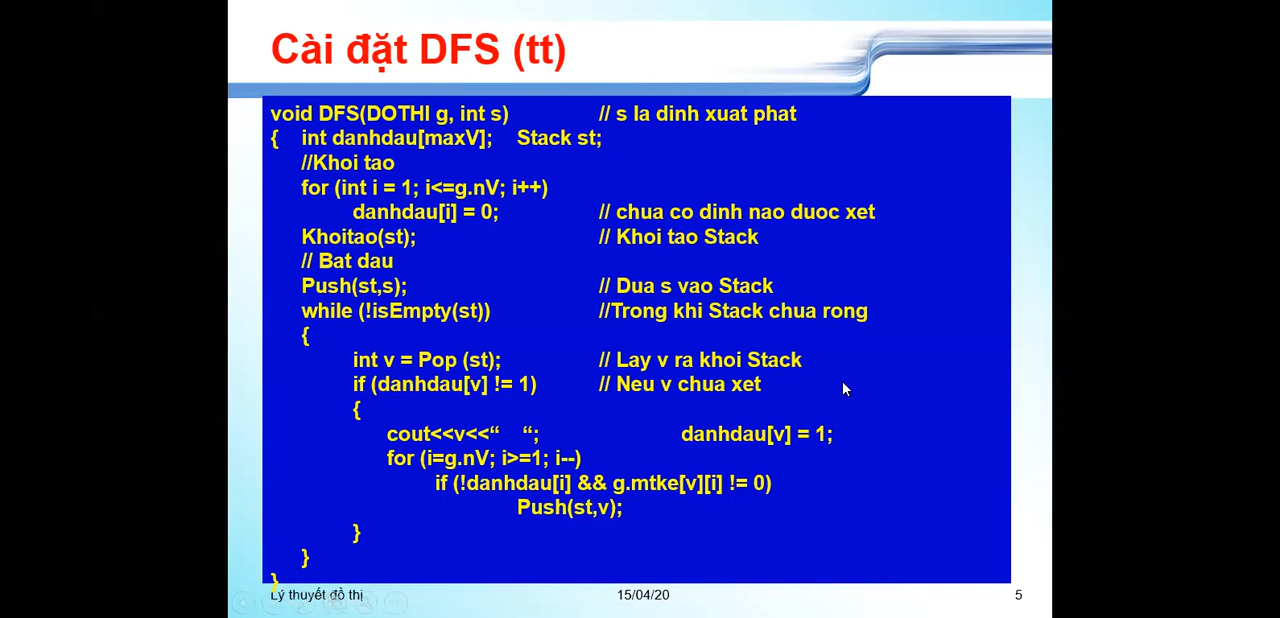 Cài đặt DFS (tt)
void DFS(DOTHI g, int s) // s la dinh xuat phat
{ int danhdau[maxV]; Stack st;
//Khoi tao
for (int i = 1; i<=g.nV; i++)
danhdau[i] = 0; // chua co dinh nao duoc xet
Khoitao(st); // Khoi tao Stack
// Bat dau
Push(st,s); // Dua s vao Stack
while (!isEmpty(st)) //Trong khi Stack chua rong
{
int v = Pop (st); // Lay v ra khoi Stack
if (danhdau[v] != 1) // Neu v chua xet
{
cout<<v<<“ “; danhdau[v] = 1;
for (i=g.nV; i>=1; i--)
if (!danhdau[i] && g.mtke[v][i] != 0)
Push(st,v);
}
}
}
Lý thuyết đồ thị 15/04/20 5